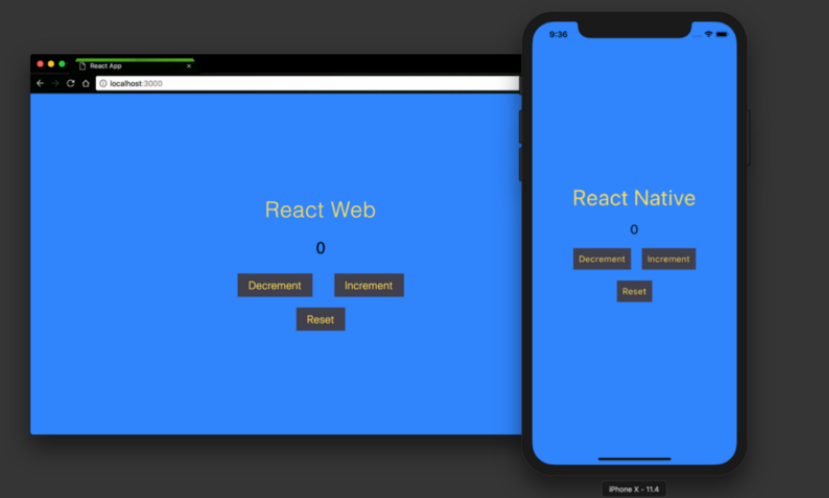 React App
localhost:3000
React Web
0
Decrement Increment
Reset
9:36
React Native
0
Decrement Increment
Reset
iPhone X - 11.4